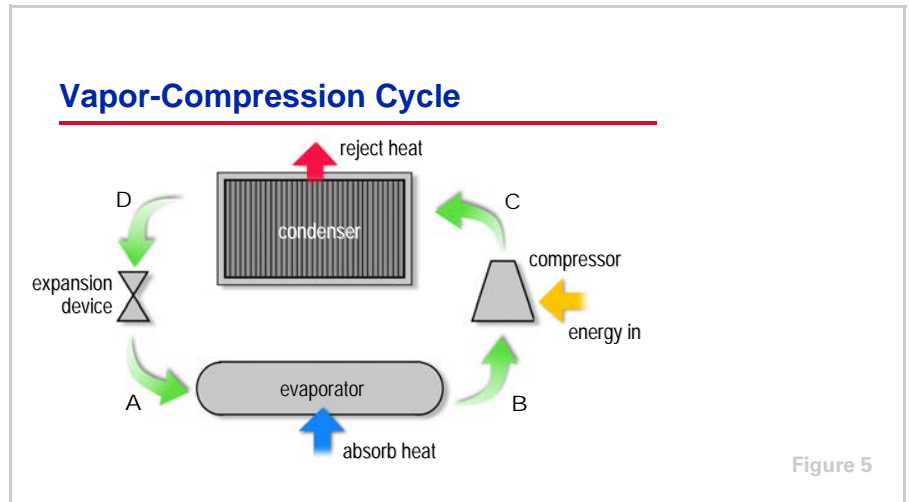 Vapor-Compression Cycle
reject heat
D
C
condenser
compressor
expansion
device
energy in
evaporator
A
B
absorb heat
Figure 5